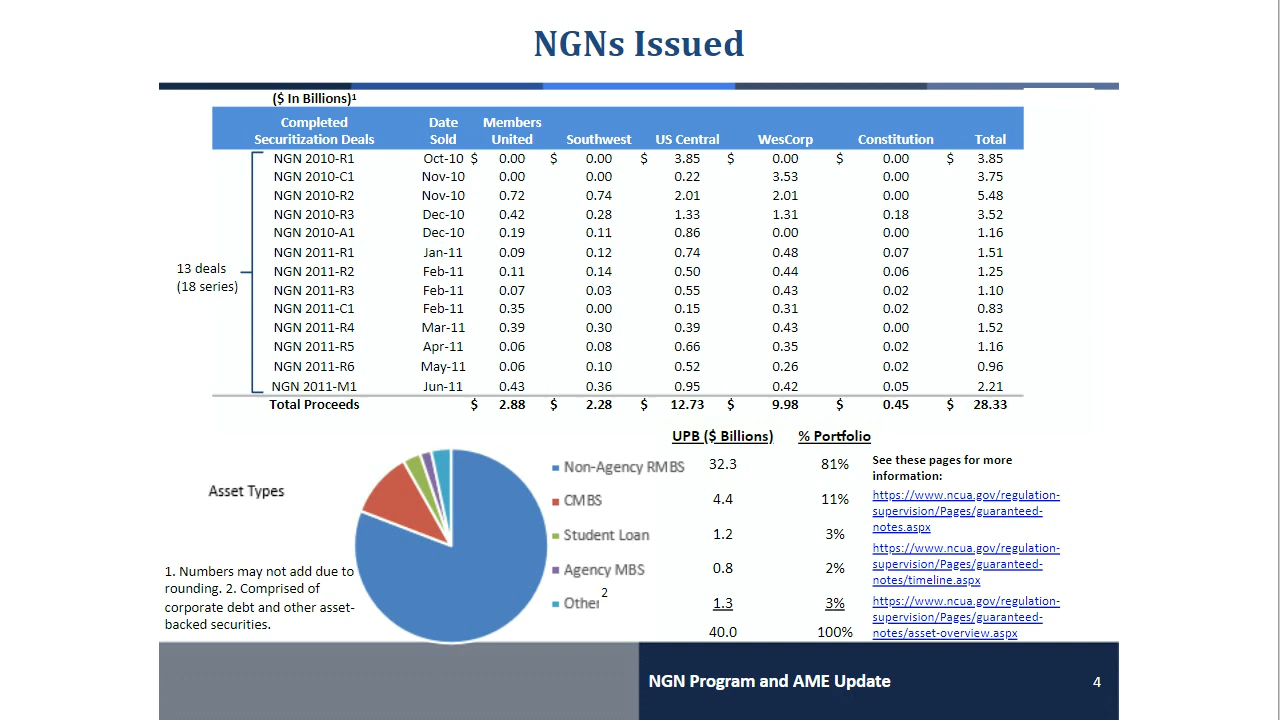 NGNs Issued
($ In Billions)¹
Completed Securitization Deals Date Sold Members United Southwest US Central WesCorp Constitution Total
NGN 2010-R1 Oct-10 $ 0.00 $ 0.00 $ 3.85 $ 0.00 $ 0.00 $ 3.85
NGN 2010-C1 Nov-10 0.00 0.00 0.22 3.53 0.00 3.75
NGN 2010-R2 Nov-10 0.72 0.74 2.01 2.01 0.00 5.48
NGN 2010-R3 Dec-10 0.42 0.28 1.33 1.31 0.18 3.52
NGN 2010-A1 Dec-10 0.19 0.11 0.86 0.00 0.00 1.16
NGN 2011-R1 Jan-11 0.09 0.12 0.74 0.48 0.07 1.51
NGN 2011-R2 Feb-11 0.11 0.14 0.50 0.44 0.06 1.25
NGN 2011-R3 Feb-11 0.07 0.03 0.55 0.43 0.02 1.10
NGN 2011-C1 Feb-11 0.35 0.00 0.15 0.31 0.02 0.83
NGN 2011-R4 Mar-11 0.39 0.30 0.39 0.43 0.00 1.52
NGN 2011-R5 Apr-11 0.06 0.08 0.66 0.35 0.02 1.16
NGN 2011-R6 May-11 0.06 0.10 0.52 0.26 0.02 0.96
NGN 2011-M1 Jun-11 0.43 0.36 0.95 0.42 0.05 2.21
Total Proceeds $ 2.88 $ 2.28 $ 12.73 $ 9.98 $ 0.45 $ 28.33
13 deals
(18 series)
Asset Types
UPB ($ Billions) % Portfolio
Non-Agency RMBS 32.3 81%
CMBS 4.4 11%
Student Loan 1.2 3%
Agency MBS 0.8 2%
Other ² 1.3 3%
40.0 100%
See these pages for more
information:
https://www.ncua.gov/regulation-
supervision/Pages/guaranteed-
notes.aspx
https://www.ncua.gov/regulation-
supervision/Pages/guaranteed-
notes/timeline.aspx
https://www.ncua.gov/regulation-
supervision/Pages/guaranteed-
notes/asset-overview.aspx
1. Numbers may not add due to
rounding. 2. Comprised of
corporate debt and other asset-
backed securities.
NGN Program and AME Update
4